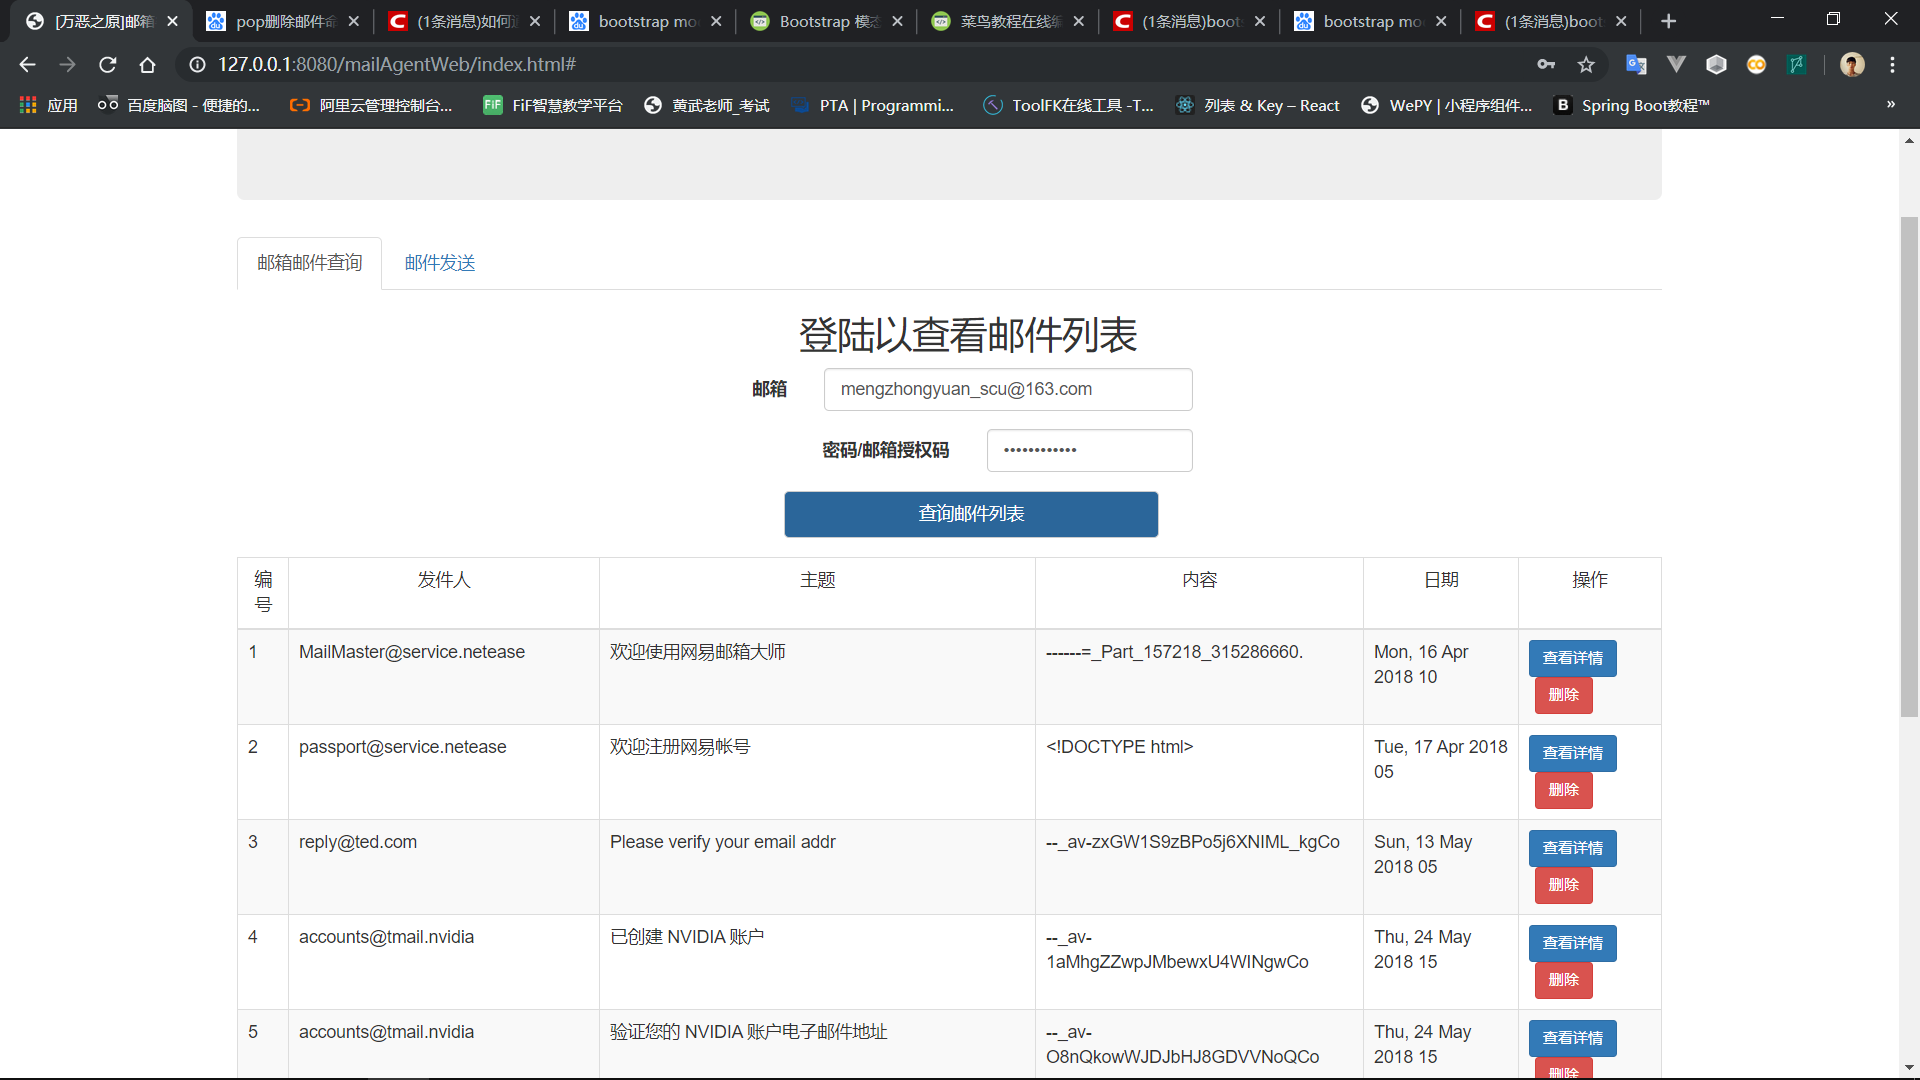 [万恶之原]邮箱
pop删除邮件命
(1条消息)如何
bootstrap mo
Bootstrap 模态
菜鸟教程在线编
(1条消息)boot
bootstrap mo
(1条消息)boot
127.0.0.1:8080/mailAgentWeb/index.html#
应用
百度脑图 - 便捷的...
阿里云管理控制台...
FiF智慧教学平台
黄武老师_考试
PTA | Programmi...
ToolFK在线工具 -T...
列表 & Key – React
WePY | 小程序组件...
Spring Boot教程™
»
邮箱邮件查询
邮件发送
登陆以查看邮件列表
邮箱
mengzhongyuan_scu@163.com
密码/邮箱授权码
••••••••••••
查询邮件列表
编号 发件人 主题 内容 日期 操作
1 MailMaster@service.netease 欢迎使用网易邮箱大师 ------=_Part_157218_315286660. Mon, 16 Apr 2018 10 查看详情
删除
2 passport@service.netease 欢迎注册网易帐号 <!DOCTYPE html> Tue, 17 Apr 2018 05 查看详情
删除
3 reply@ted.com Please verify your email addr --_av-zxGW1S9zBPo5j6XNIML_kgCo Sun, 13 May 2018 05 查看详情
删除
4 accounts@tmail.nvidia 已创建 NVIDIA 账户 --_av-1aMhgZZwpJMbewxU4WINgwCo Thu, 24 May 2018 15 查看详情
删除
5 accounts@tmail.nvidia 验证您的 NVIDIA 账户电子邮件地址 --_av-O8nQkowWJDJbHJ8GDVVNoQCo Thu, 24 May 2018 15 查看详情
删除